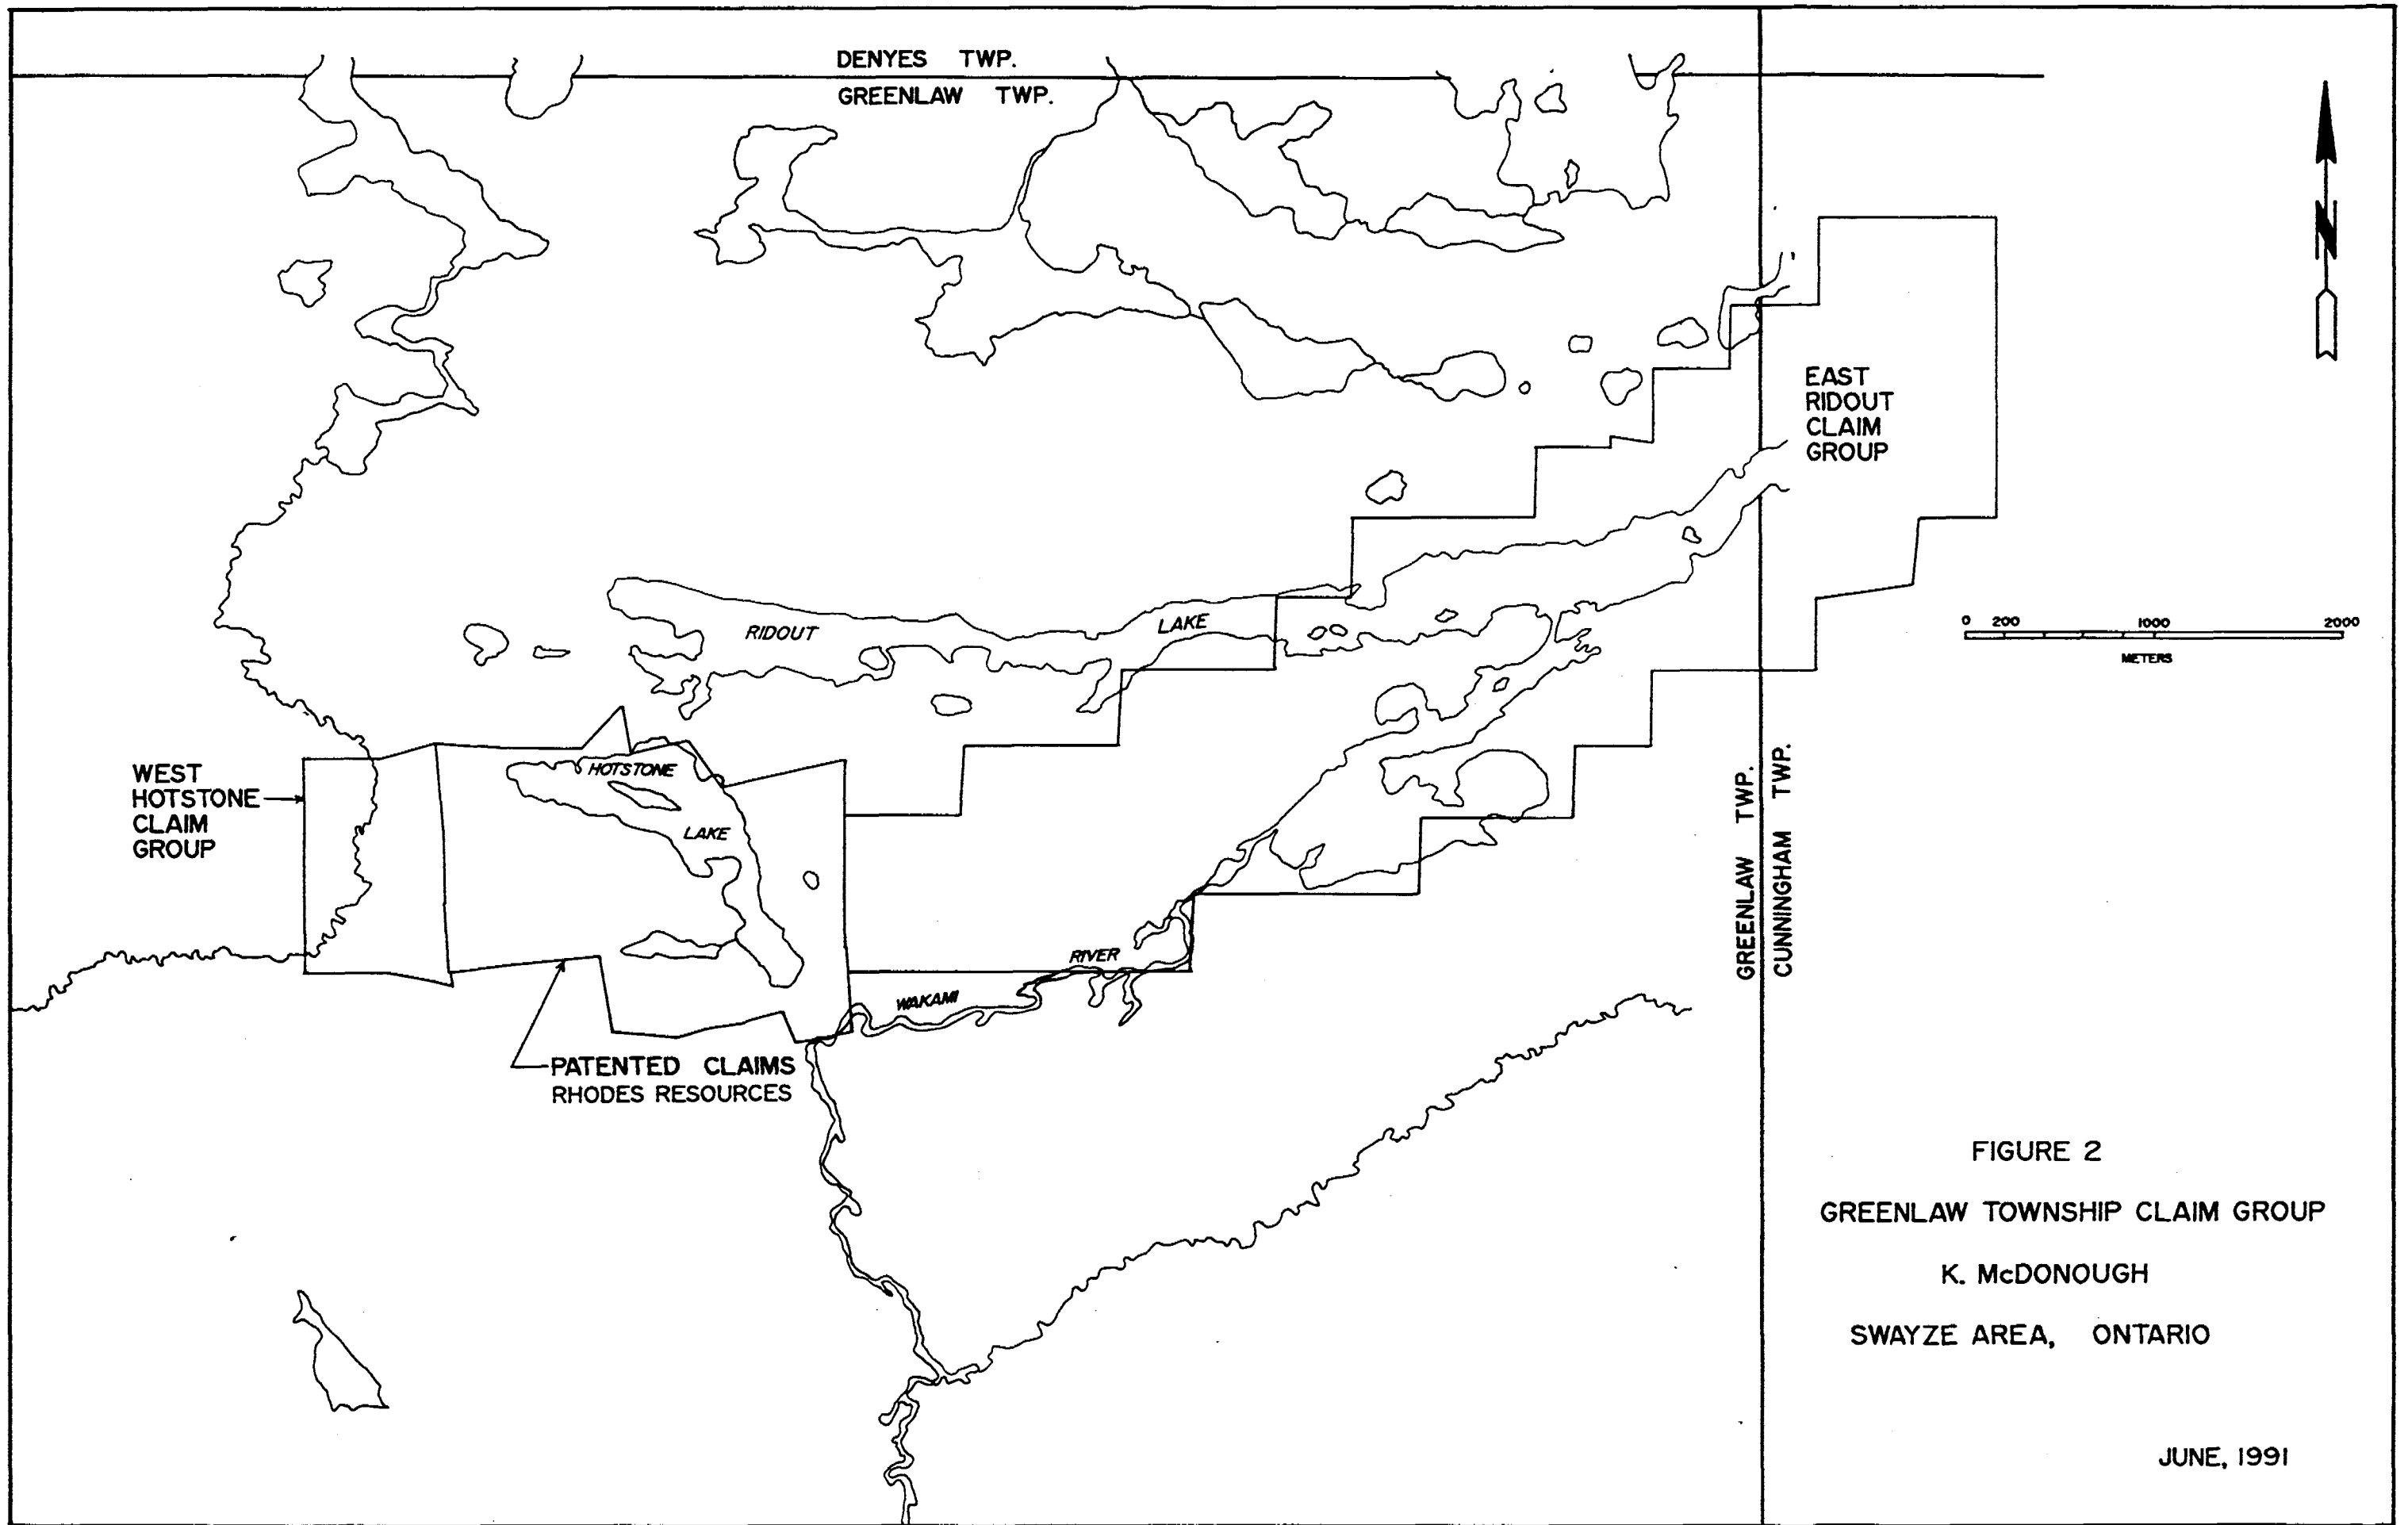 DENYES TWP.
GREENLAW TWP.
N
EAST
RIDOUT
CLAIM
GROUP
RIDOUT
LAKE
0 200 1000 2000
METERS
WEST
HOTSTONE
CLAIM
GROUP
HOTSTONE
LAKE
GREENLAW TWP.
CUNNINGHAM TWP.
RIVER
WAKAMI
PATENTED CLAIMS
RHODES RESOURCES
FIGURE 2
GREENLAW TOWNSHIP CLAIM GROUP
K. McDONOUGH
SWAYZE AREA, ONTARIO
JUNE, 1991